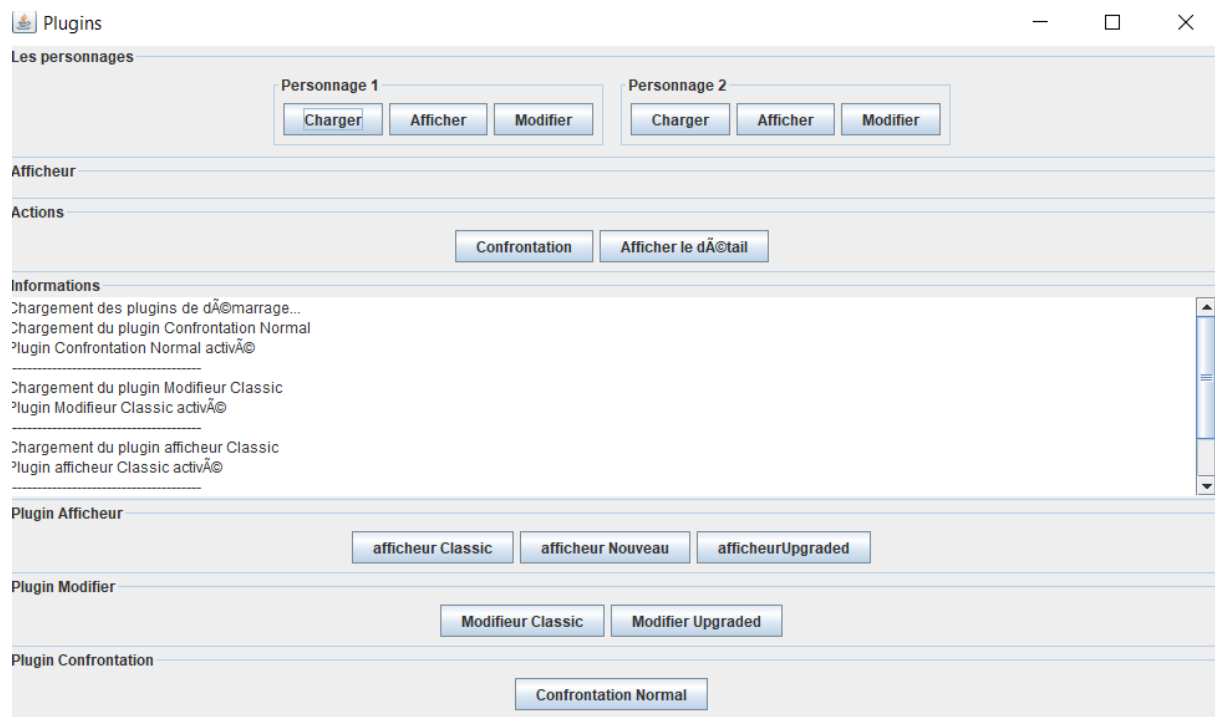 Plugins
Les personnages
Personnage 1
Charger Afficher Modifier
Personnage 2
Charger Afficher Modifier
Afficheur
Actions
Confrontation Afficher le dÃ©tail
Informations
Chargement des plugins de dÃ©marrage...
Chargement du plugin Confrontation Normal
Plugin Confrontation Normal activÃ©
--------------------------------------
Chargement du plugin Modifieur Classic
Plugin Modifieur Classic activÃ©
--------------------------------------
Chargement du plugin afficheur Classic
Plugin afficheur Classic activÃ©
--------------------------------------
Plugin Afficheur
afficheur Classic afficheur Nouveau afficheurUpgraded
Plugin Modifier
Modifieur Classic Modifier Upgraded
Plugin Confrontation
Confrontation Normal